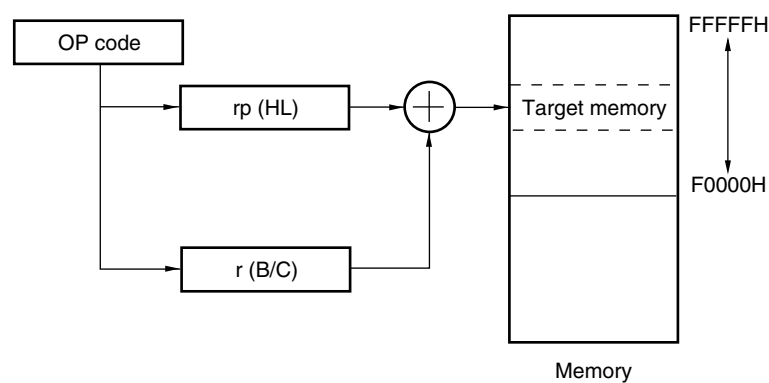 OP code
FFFFFH
rp (HL)
Target memory
F0000H
r (B/C)
Memory